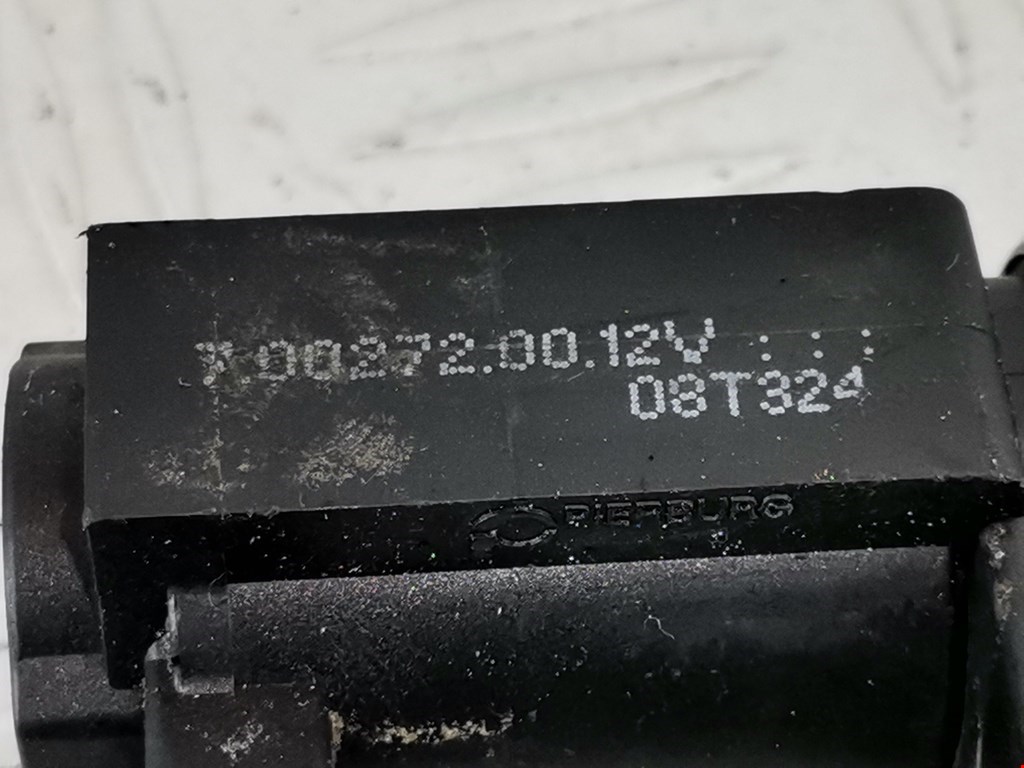 7.00272.00.12V : : ;
08T324
PIERBURG